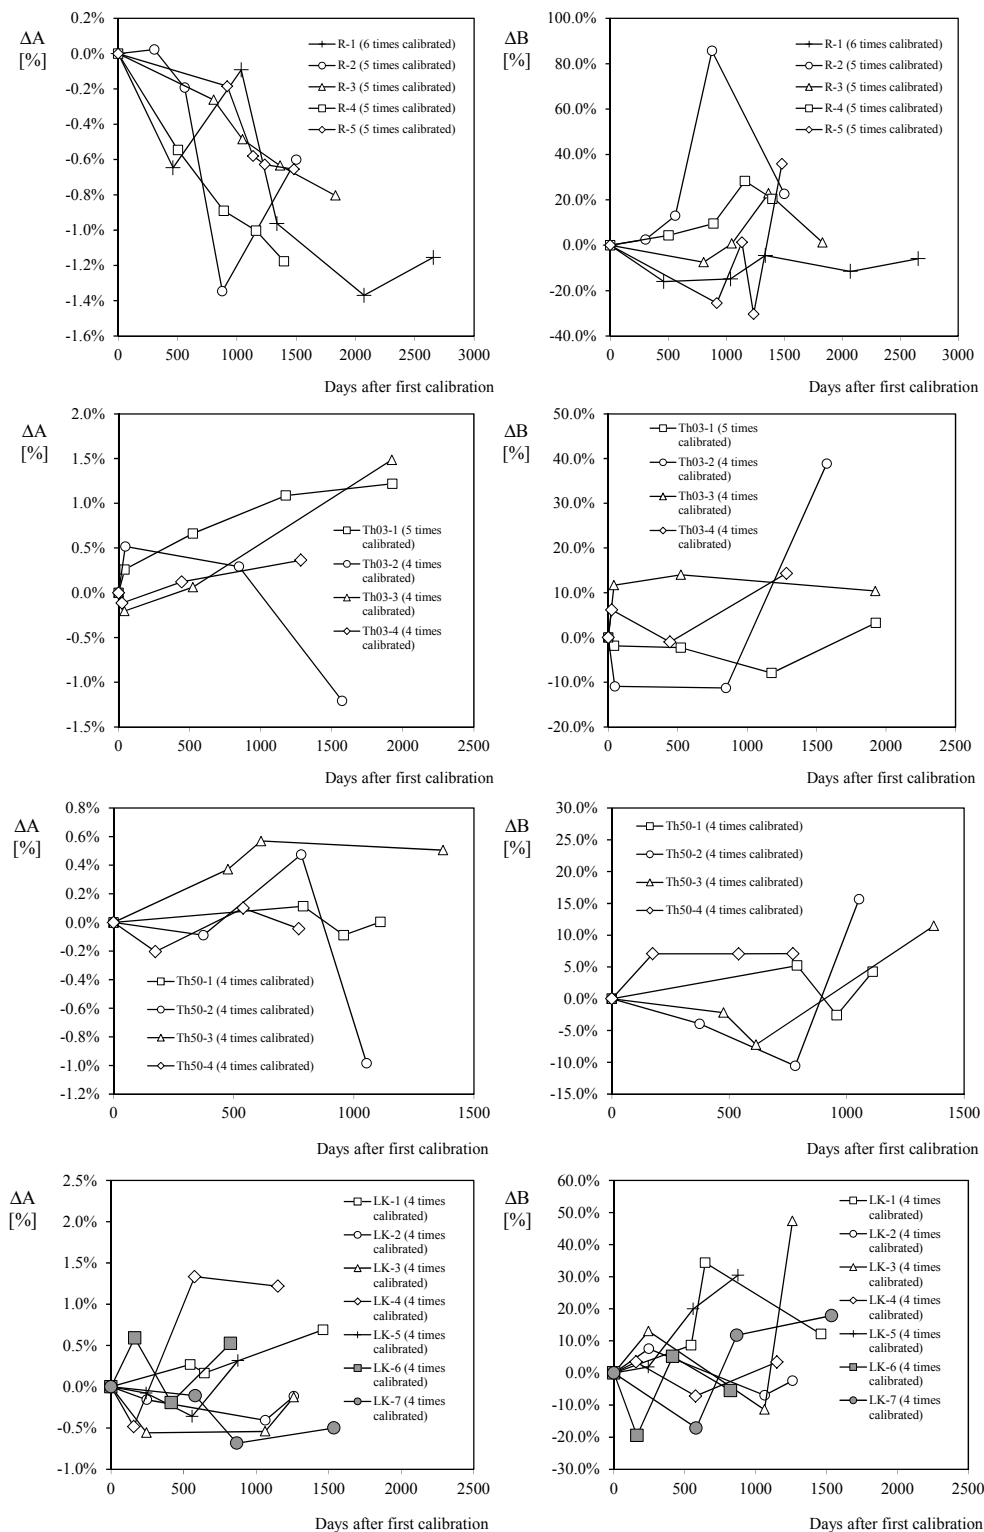 ΔA
[%]
0.2%
0.0%
-0.2%
-0.4%
-0.6%
-0.8%
-1.0%
-1.2%
-1.4%
-1.6%
R-1 (6 times calibrated)
R-2 (5 times calibrated)
R-3 (5 times calibrated)
R-4 (5 times calibrated)
R-5 (5 times calibrated)
0 500 1000 1500 2000 2500 3000
Days after first calibration
ΔB
[%]
100.0%
80.0%
60.0%
40.0%
20.0%
0.0%
-20.0%
-40.0%
R-1 (6 times calibrated)
R-2 (5 times calibrated)
R-3 (5 times calibrated)
R-4 (5 times calibrated)
R-5 (5 times calibrated)
0 500 1000 1500 2000 2500 3000
Days after first calibration
ΔA
[%]
2.0%
1.5%
1.0%
0.5%
0.0%
-0.5%
-1.0%
-1.5%
Th03-1 (5 times
calibrated)
Th03-2 (4 times
calibrated)
Th03-3 (4 times
calibrated)
Th03-4 (4 times
calibrated)
0 500 1000 1500 2000 2500
Days after first calibration
ΔB
[%]
50.0%
40.0%
30.0%
20.0%
10.0%
0.0%
-10.0%
-20.0%
Th03-1 (5 times
calibrated)
Th03-2 (4 times
calibrated)
Th03-3 (4 times
calibrated)
Th03-4 (4 times
calibrated)
0 500 1000 1500 2000 2500
Days after first calibration
ΔA
[%]
0.8%
0.6%
0.4%
0.2%
0.0%
-0.2%
-0.4%
-0.6%
-0.8%
-1.0%
-1.2%
Th50-1 (4 times calibrated)
Th50-2 (4 times calibrated)
Th50-3 (4 times calibrated)
Th50-4 (4 times calibrated)
0 500 1000 1500
Days after first calibration
ΔB
[%]
30.0%
25.0%
20.0%
15.0%
10.0%
5.0%
0.0%
-5.0%
-10.0%
-15.0%
Th50-1 (4 times calibrated)
Th50-2 (4 times calibrated)
Th50-3 (4 times calibrated)
Th50-4 (4 times calibrated)
0 500 1000 1500
Days after first calibration
ΔA
[%]
2.5%
2.0%
1.5%
1.0%
0.5%
0.0%
-0.5%
-1.0%
LK-1 (4 times
calibrated)
LK-2 (4 times
calibrated)
LK-3 (4 times
calibrated)
LK-4 (4 times
calibrated)
LK-5 (4 times
calibrated)
LK-6 (4 times
calibrated)
LK-7 (4 times
calibrated)
0 500 1000 1500 2000 2500
Days after first calibration
ΔB
[%]
60.0%
50.0%
40.0%
30.0%
20.0%
10.0%
0.0%
-10.0%
-20.0%
-30.0%
LK-1 (4 times
calibrated)
LK-2 (4 times
calibrated)
LK-3 (4 times
calibrated)
LK-4 (4 times
calibrated)
LK-5 (4 times
calibrated)
LK-6 (4 times
calibrated)
LK-7 (4 times
calibrated)
0 500 1000 1500 2000 2500
Days after first calibration